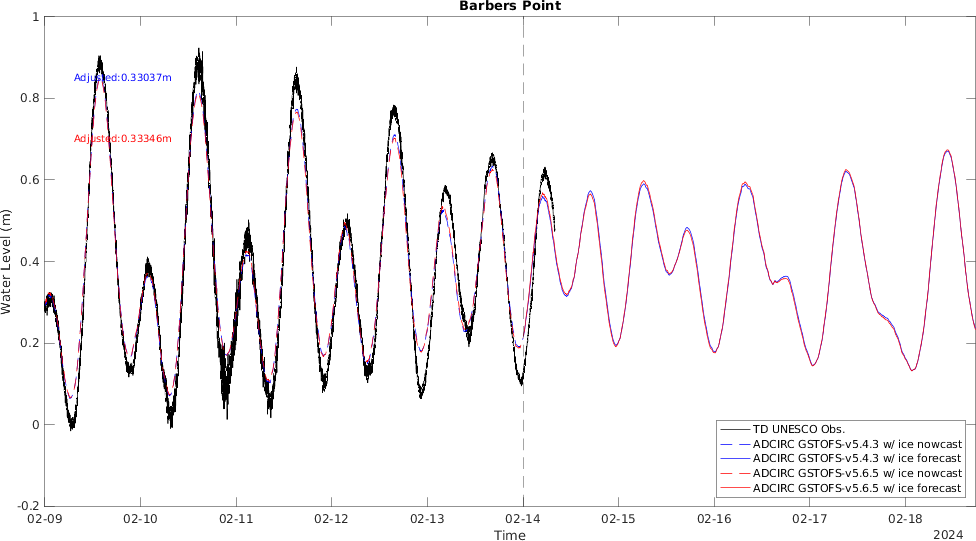 Barbers Point
Water Level (m)
1
0.8
0.6
0.4
0.2
0
-0.2
Adjusted:0.33037m
Adjusted:0.33346m
TD UNESCO Obs.
ADCIRC GSTOFS-v5.4.3 w/ ice nowcast
ADCIRC GSTOFS-v5.4.3 w/ ice forecast
ADCIRC GSTOFS-v5.6.5 w/ ice nowcast
ADCIRC GSTOFS-v5.6.5 w/ ice forecast
02-09 02-10 02-11 02-12 02-13 02-14 02-15 02-16 02-17 02-18
Time
2024